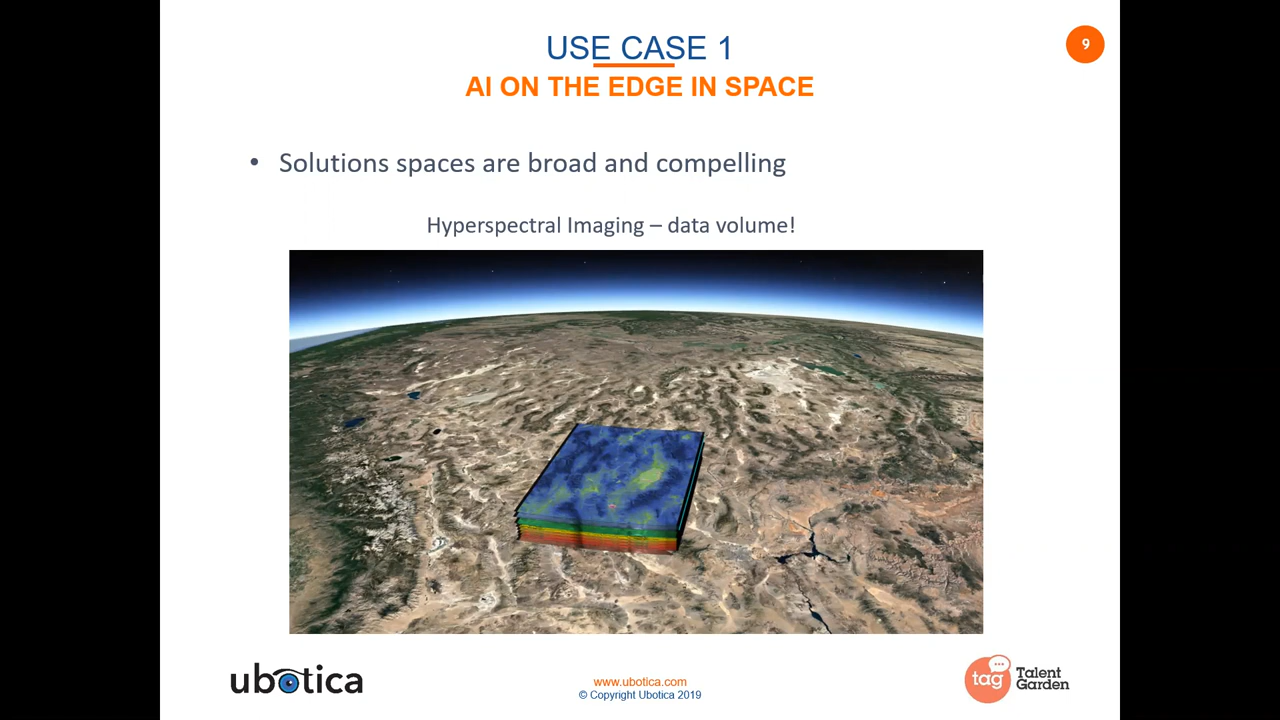 USE CASE 1
9
AI ON THE EDGE IN SPACE
• Solutions spaces are broad and compelling
Hyperspectral Imaging – data volume!
ubotica
www.ubotica.com
© Copyright Ubotica 2019
tag
Talent
Garden